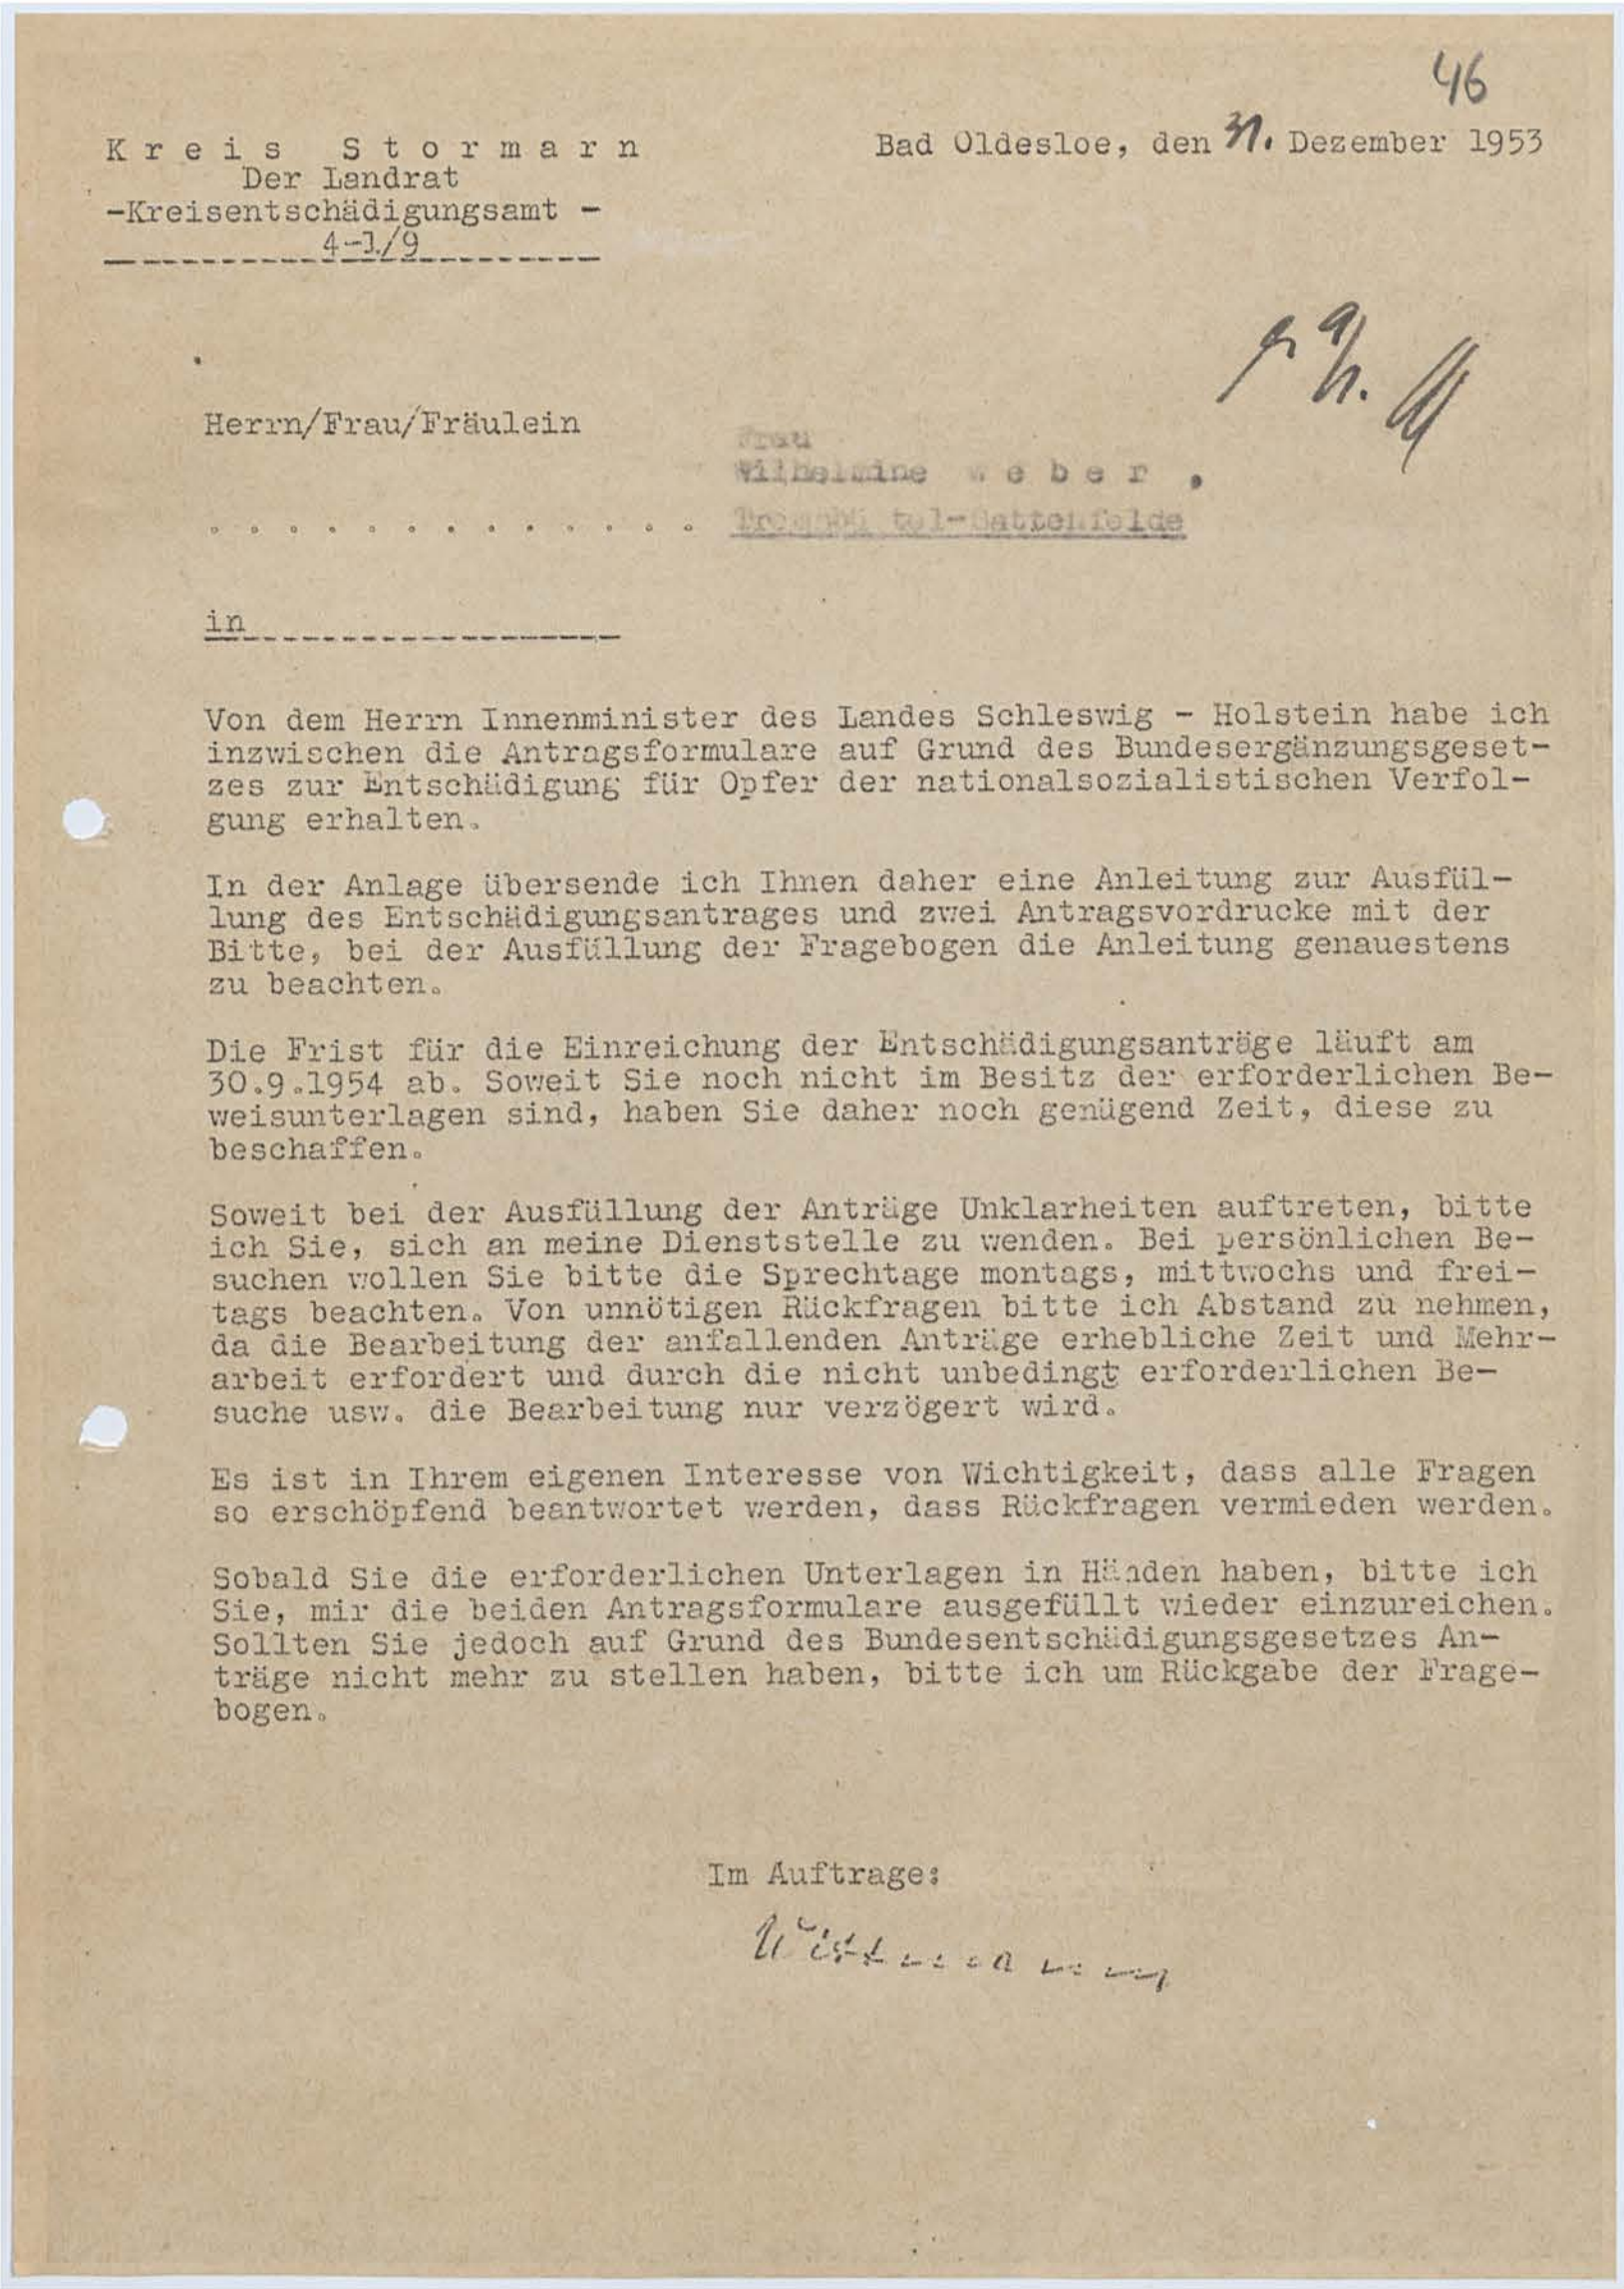 46
Kreis Stormarn
Bad Oldesloe, den 31. Dezember 1953
Der Landrat
-Kreisentschädigungsamt -
4-1/9
Herrn/Frau/Fräulein
Frau
Wilhelmine Weber,
in
Von dem Herrn Innenminister des Landes Schleswig - Holstein habe ich
inzwischen die Antragsformulare auf Grund des Bundesergänzungsgeset-
zes zur Entschädigung für Opfer der nationalsozialistischen Verfol-
gung erhalten.
In der Anlage übersende ich Ihnen daher eine Anleitung zur Ausfül-
lung des Entschädigungsantrages und zwei Antragsvordrucke mit der
Bitte, bei der Ausfüllung der Fragebogen die Anleitung genauestens
zu beachten.
Die Frist für die Einreichung der Entschädigungsanträge läuft am
30.9.1954 ab. Soweit Sie noch nicht im Besitz der erforderlichen Be-
weisunterlagen sind, haben Sie daher noch genügend Zeit, diese zu
beschaffen.
Soweit bei der Ausfüllung der Anträge Unklarheiten auftreten, bitte
ich Sie, sich an meine Dienststelle zu wenden. Bei persönlichen Be-
suchen wollen Sie bitte die Sprechtage montags, mittwochs und frei-
tags beachten. Von unnötigen Rückfragen bitte ich Abstand zu nehmen,
da die Bearbeitung der anfallenden Anträge erhebliche Zeit und Mehr-
arbeit erfordert und durch die nicht unbedingt erforderlichen Be-
suche usw. die Bearbeitung nur verzögert wird.
Es ist in Ihrem eigenen Interesse von Wichtigkeit, dass alle Fragen
so erschöpfend beantwortet werden, dass Rückfragen vermieden werden.
Sobald Sie die erforderlichen Unterlagen in Händen haben, bitte ich
Sie, mir die beiden Antragsformulare ausgefüllt wieder einzureichen.
Sollten Sie jedoch auf Grund des Bundesentschädigungsgesetzes An-
träge nicht mehr zu stellen haben, bitte ich um Rückgabe der Frage-
bogen.
Im Auftrage: